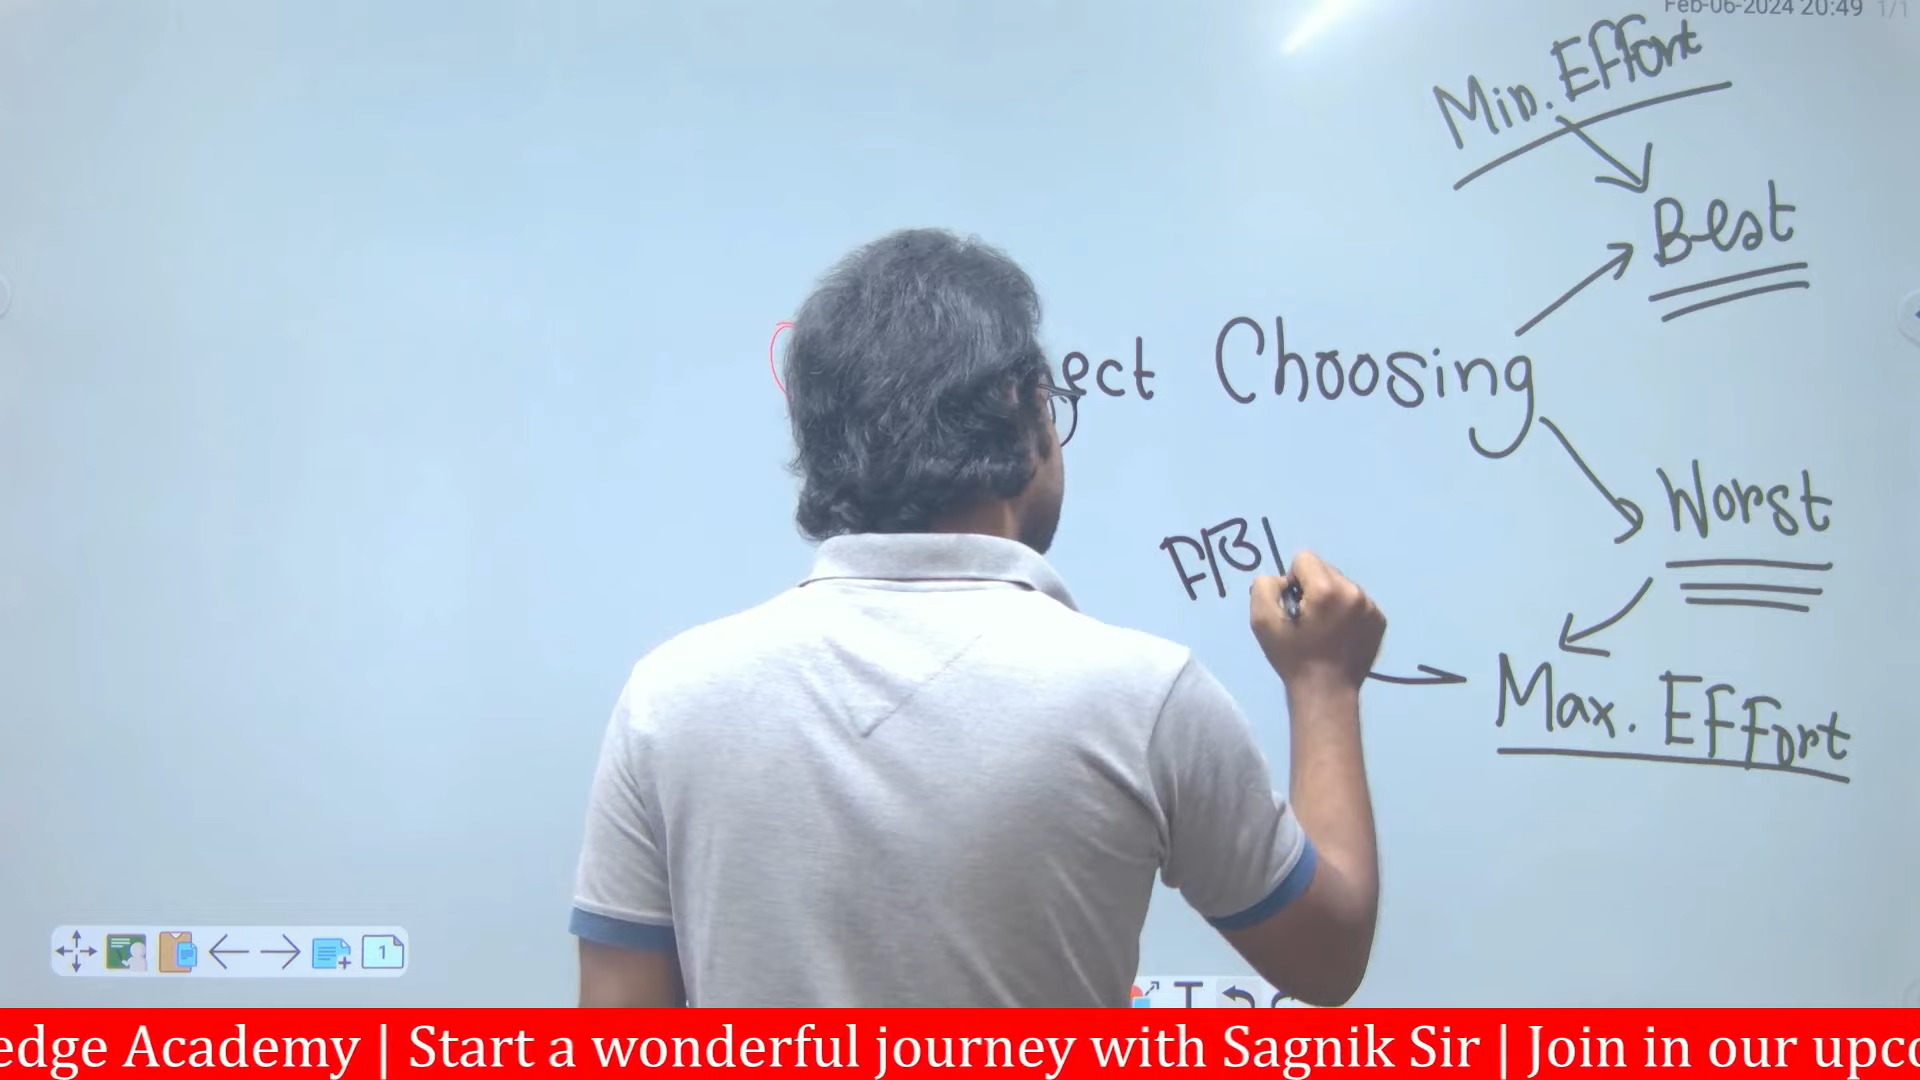 Feb-06-2024 20:49 1/1
Min. Effort
Best
ect Choosing
Worst
Max. Effort
1
edge Academy | Start a wonderful journey with Sagnik Sir | Join in our upco